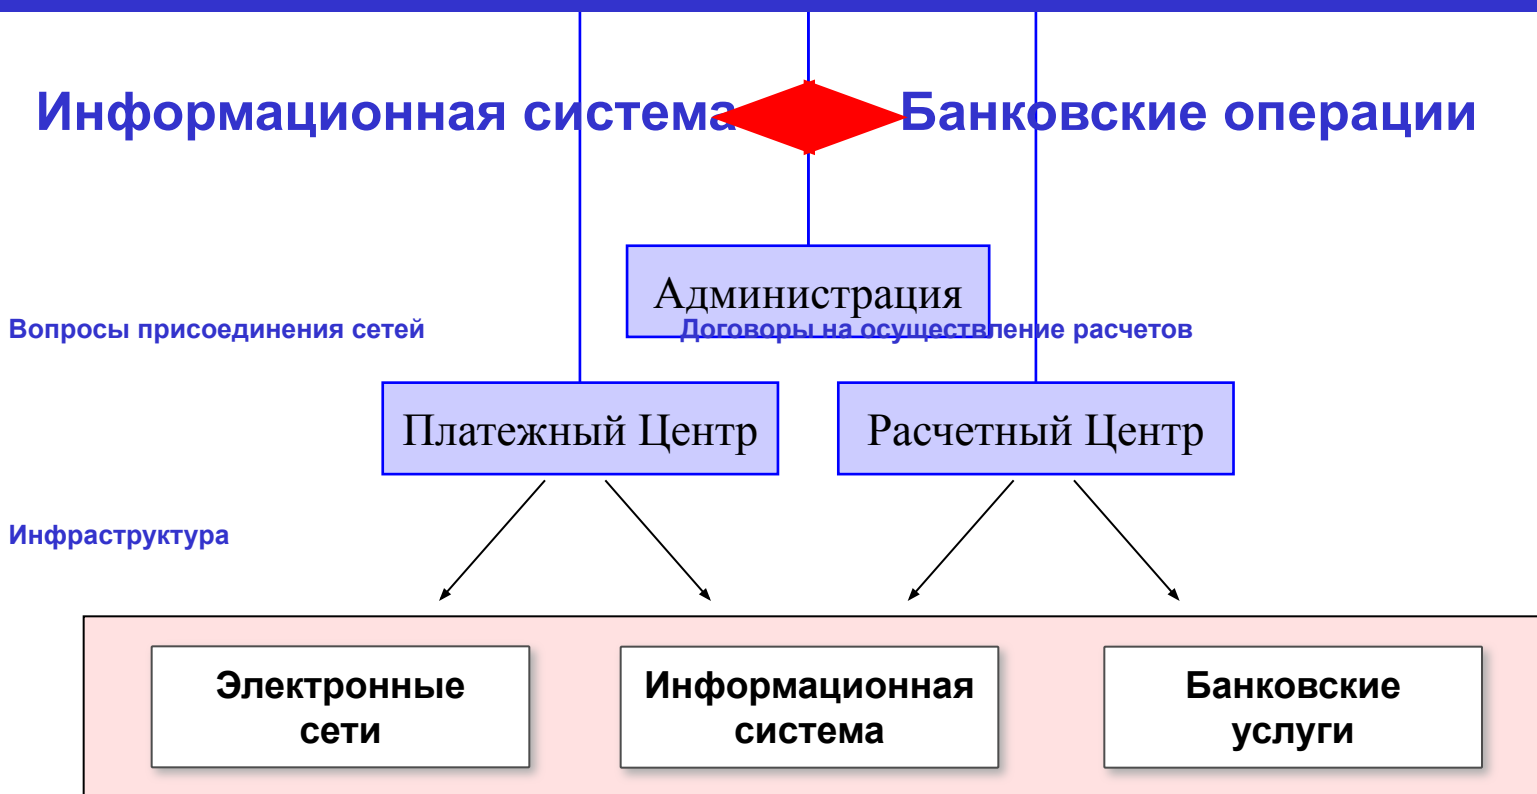 Информационная система
Банковские операции
Администрация
Вопросы присоединения сетей
Договоры на осуществление расчетов
Платежный Центр
Расчетный Центр
Инфраструктура
Электронные
сети
Информационная
система
Банковские
услуги